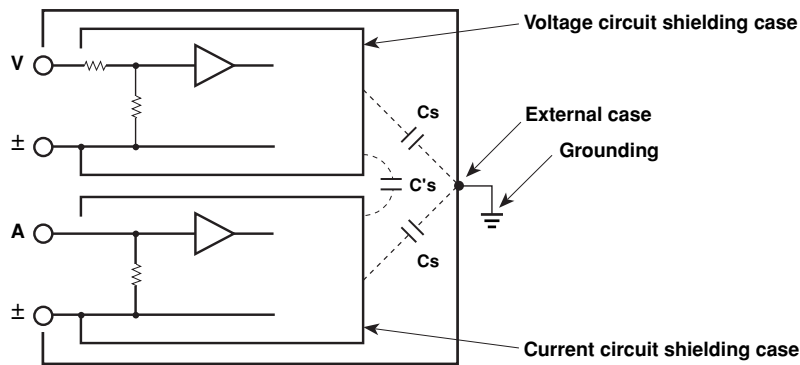 Voltage circuit shielding case
V
Cs
External case
±
Grounding
C's
A
Cs
±
Current circuit shielding case